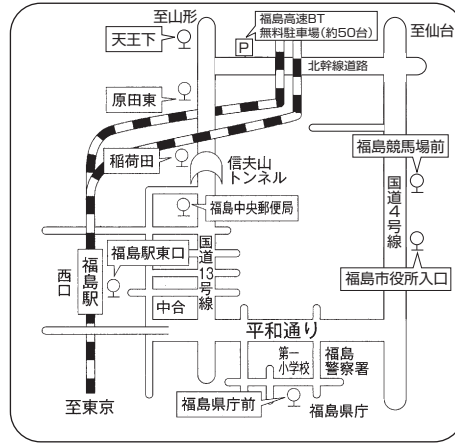 至山形
天王下
福島高速BT
P
無料駐車場(約50台)
至仙台
北幹線道路
原田東
稲荷田
信夫山
トンネル
福島競馬場前
福島中央郵便局
国道4号線
国道13号線
福島駅東口
福島駅
西口
福島市役所入口
中合
平和通り
第一
小学校
福島
警察署
至東京
福島県庁前
福島県庁